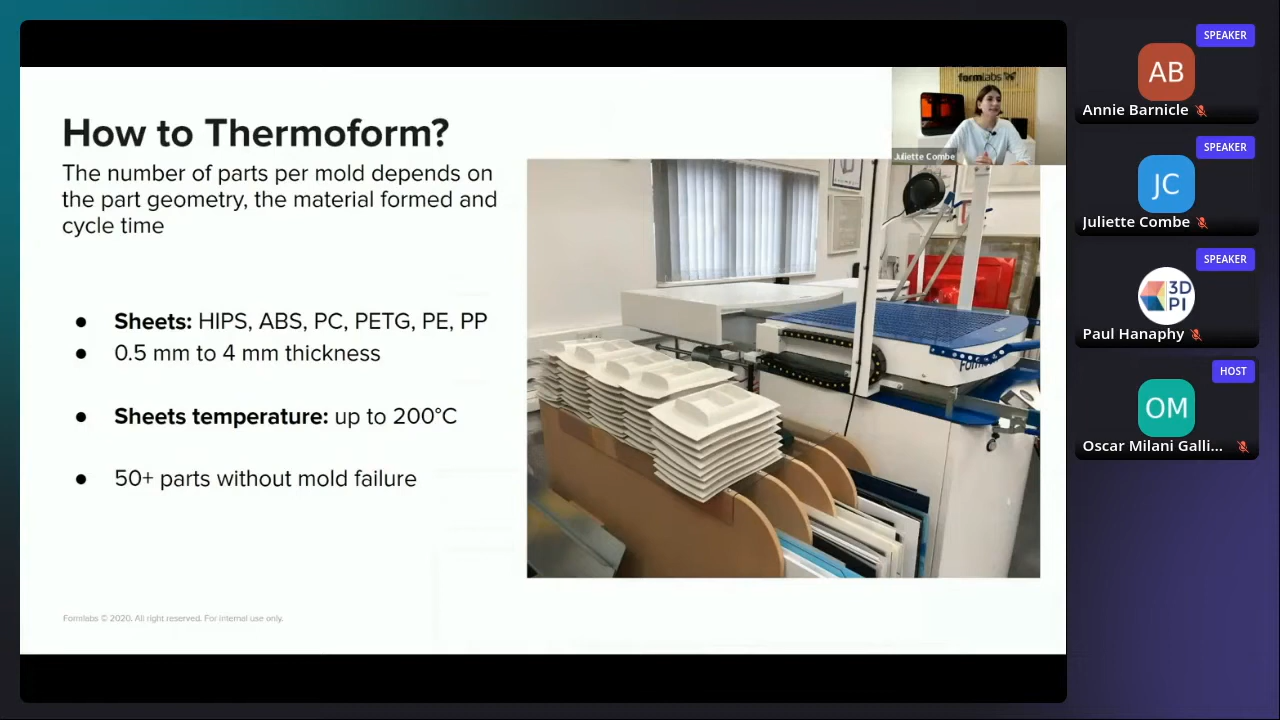 How to Thermoform?
The number of parts per mold depends on
the part geometry, the material formed and
cycle time
● Sheets: HIPS, ABS, PC, PETG, PE, PP
● 0.5 mm to 4 mm thickness
● Sheets temperature: up to 200°C
● 50+ parts without mold failure
Formlabs © 2020. All right reserved. For internal use only.
formlabs
Juliette Combe
SPEAKER
AB
Annie Barnicle
SPEAKER
JC
Juliette Combe
SPEAKER
3D
PI
Paul Hanaphy
HOST
OM
Oscar Milani Galli...